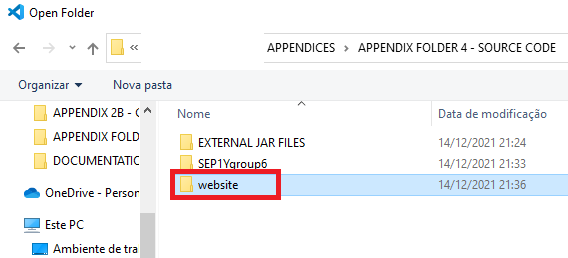 Open Folder
« APPENDICES > APPENDIX FOLDER 4 - SOURCE CODE
Organizar Nova pasta
APPENDIX 2B - C
APPENDIX FOLD
DOCUMENTATIC
OneDrive - Person
Este PC
Ambiente de tra
Nome Data de modificação
EXTERNAL JAR FILES 14/12/2021 21:24
SEP1Ygroup6 14/12/2021 21:33
website 14/12/2021 21:36